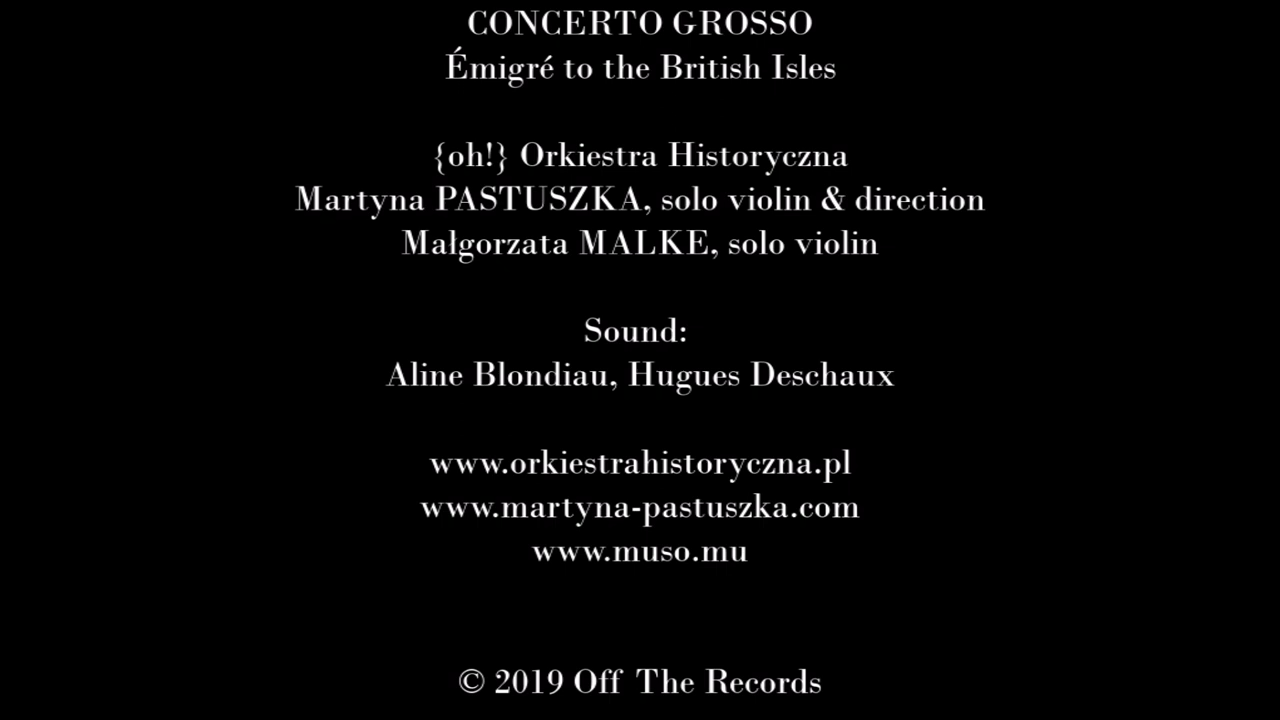 CONCERTO GROSSO
Émigré to the British Isles
{oh!} Orkiestra Historyczna
Martyna PASTUSZKA, solo violin & direction
Małgorzata MALKE, solo violin
Sound:
Aline Blondiau, Hugues Deschaux
www.orkiestrahistoryczna.pl
www.martyna-pastuszka.com
www.muso.mu
© 2019 Off The Records